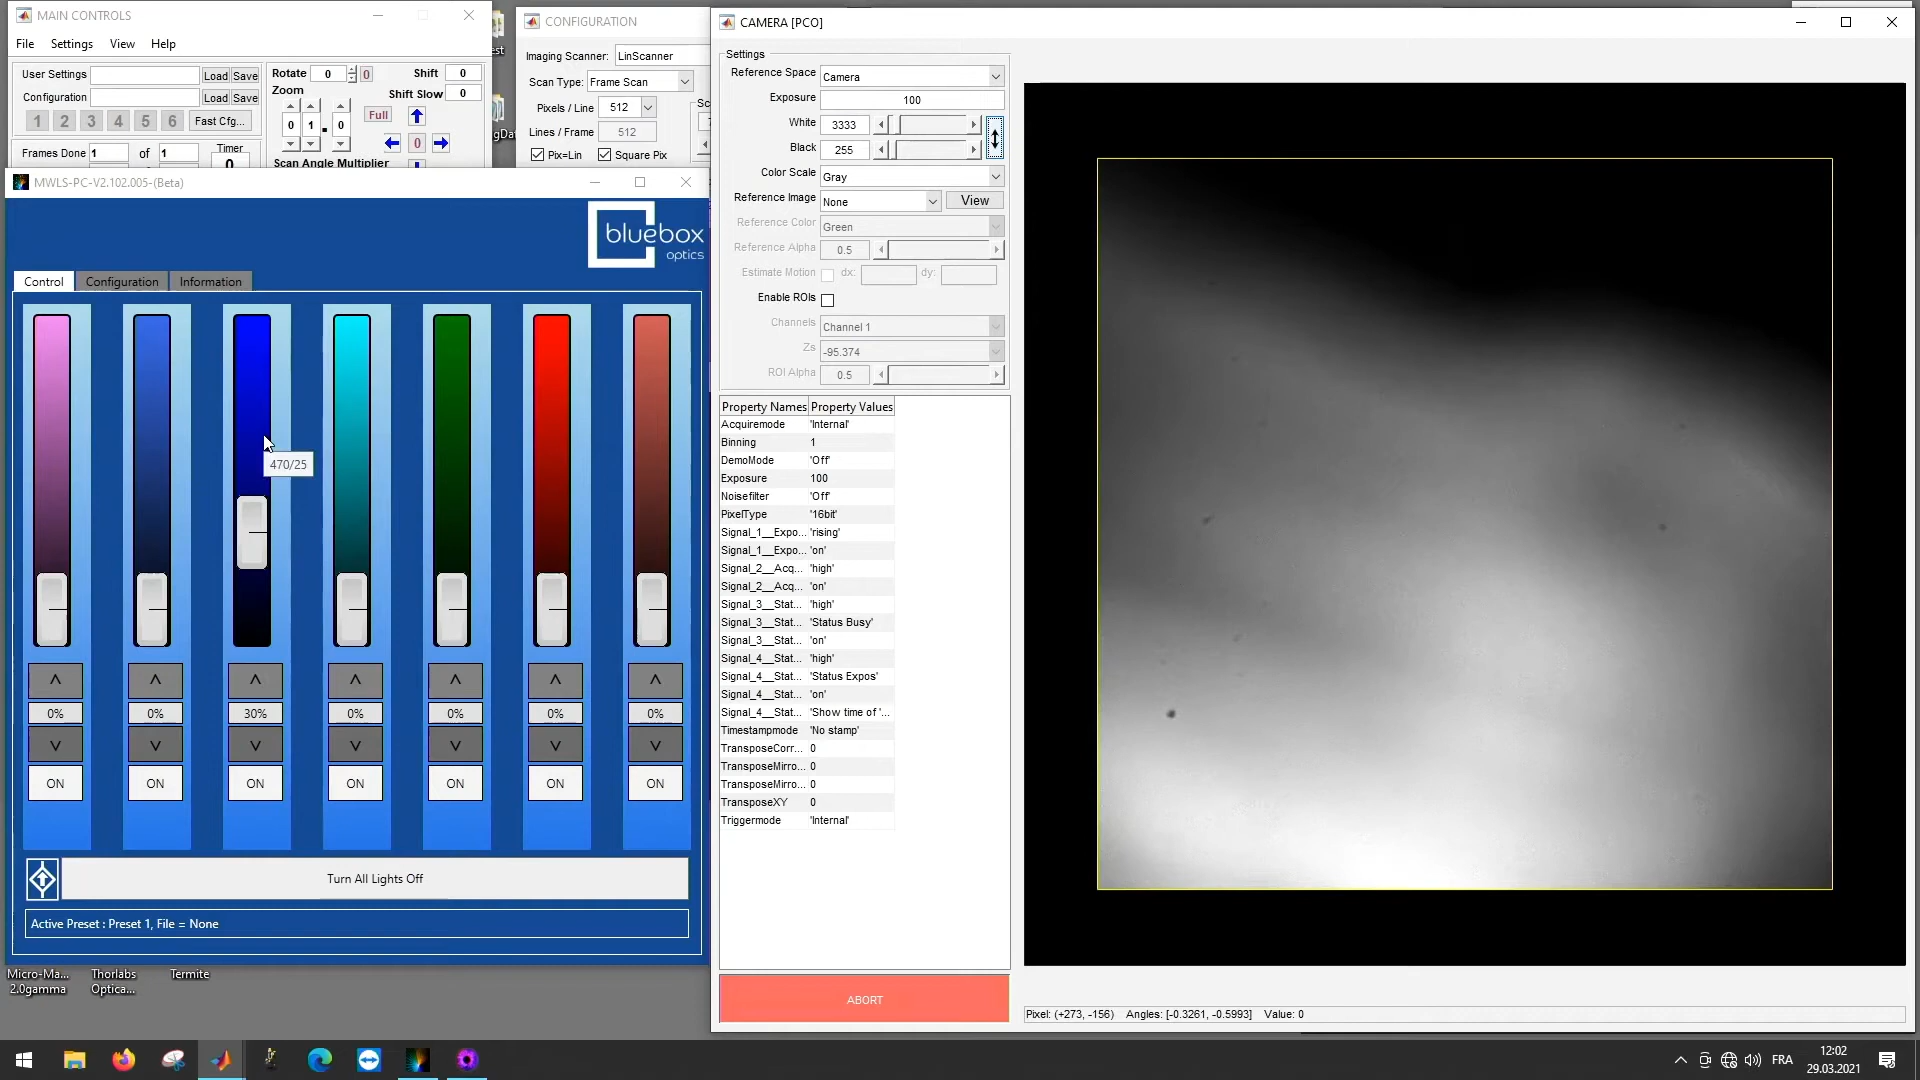 MAIN CONTROLS
File Settings View Help
User Settings Load Save
Configuration Load Save
1 2 3 4 5 6 Fast Cfg...
Frames Done 1 of 1 Timer
0
Rotate 0 0 Shift 0
Zoom Shift Slow 0
Full
0 1 . 0 0
Scan Angle Multiplier
CONFIGURATION
Imaging Scanner: LinScanner
Scan Type: Frame Scan
Pixels / Line 512 Sc
Lines / Frame 512
Pix=Lin Square Pix
MWLS-PC-V2.102.005-(Beta)
bluebox
optics
Control Configuration Information
470/25
^ ^ ^ ^ ^ ^ ^
0% 0% 30% 0% 0% 0% 0%
v v v v v v v
ON ON ON ON ON ON ON
Turn All Lights Off
Active Preset : Preset 1, File = None
Micro-Ma... Thorlabs Termite
2.0gamma Optica...
CAMERA [PCO]
Settings
Reference Space Camera
Exposure 100
White 3333
Black 255
Color Scale Gray
Reference Image None View
Reference Color Green
Reference Alpha 0.5
Estimate Motion dx: dy:
Enable ROIs
Channels Channel 1
Zs -95.374
ROI Alpha 0.5
Property Names Property Values
Acquiremode 'Internal'
Binning 1
DemoMode 'Off'
Exposure 100
Noisefilter 'Off'
PixelType '16bit'
Signal_1__Expo... 'rising'
Signal_1__Expo... 'on'
Signal_2__Acq... 'high'
Signal_2__Acq... 'on'
Signal_3__Stat... 'high'
Signal_3__Stat... 'Status Busy'
Signal_3__Stat... 'on'
Signal_4__Stat... 'high'
Signal_4__Stat... 'Status Expos'
Signal_4__Stat... 'on'
Signal_4__Stat... 'Show time of '...
Timestampmode 'No stamp'
TransposeCorr... 0
TransposeMirro... 0
TransposeMirro... 0
TransposeXY 0
Triggermode 'Internal'
ABORT
Pixel: (+273, -156) Angles: [-0.3261, -0.5993] Value: 0
FRA
12:02
29.03.2021